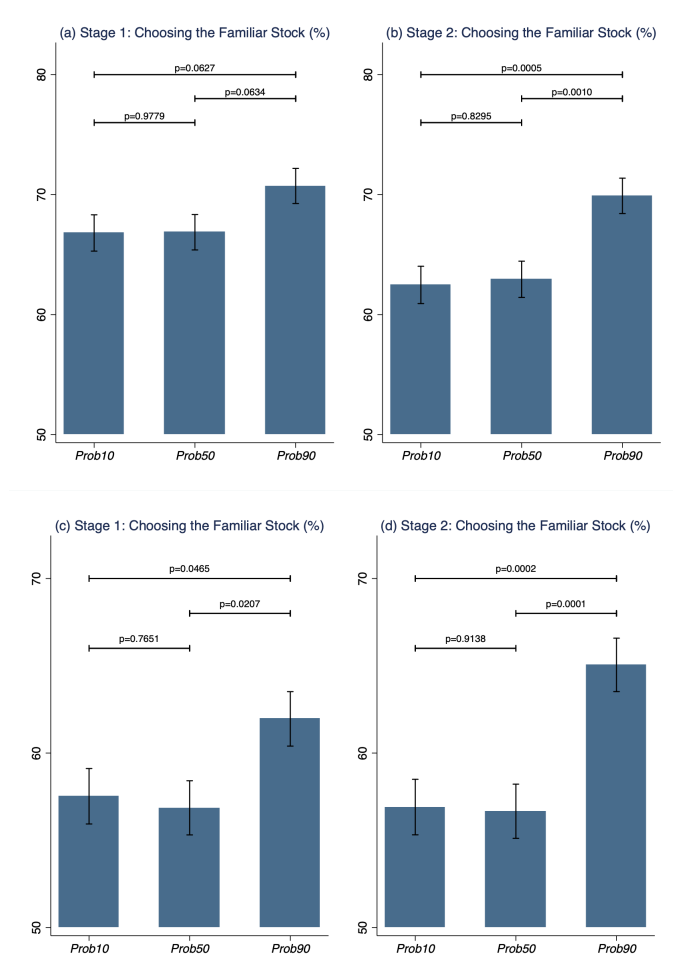 (a) Stage 1: Choosing the Familiar Stock (%)
80
70
60
50
p=0.0627
p=0.0634
p=0.9779
Prob10 Prob50 Prob90
(b) Stage 2: Choosing the Familiar Stock (%)
80
70
60
50
p=0.0005
p=0.0010
p=0.8295
Prob10 Prob50 Prob90
(c) Stage 1: Choosing the Familiar Stock (%)
70
60
50
p=0.0465
p=0.0207
p=0.7651
Prob10 Prob50 Prob90
(d) Stage 2: Choosing the Familiar Stock (%)
70
60
50
p=0.0002
p=0.0001
p=0.9138
Prob10 Prob50 Prob90